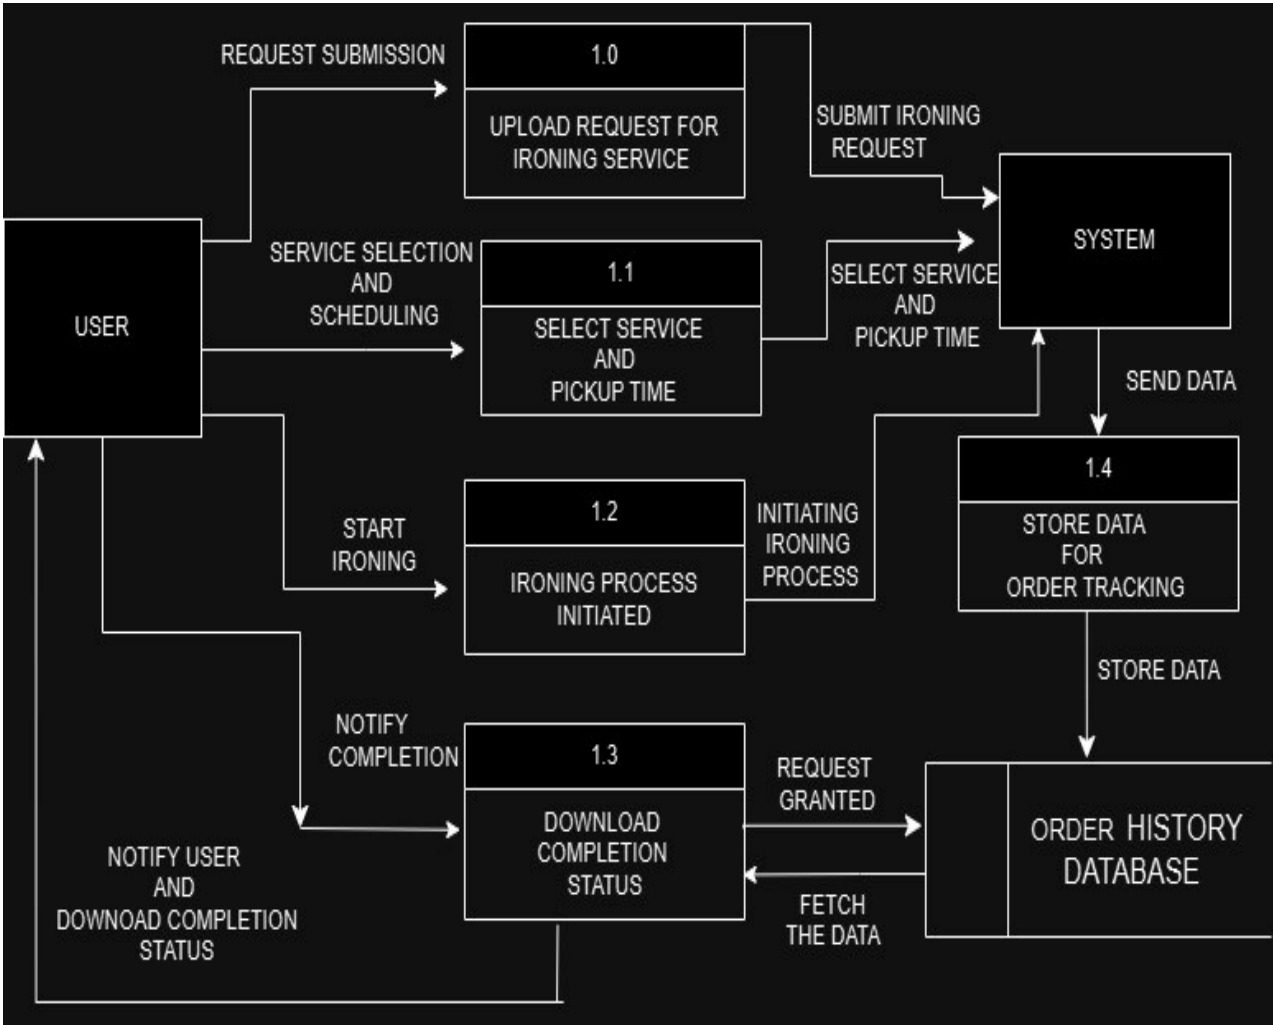 REQUEST SUBMISSION
1.0
UPLOAD REQUEST FOR
IRONING SERVICE
SUBMIT IRONING
REQUEST
SYSTEM
USER
SERVICE SELECTION
AND
SCHEDULING
1.1
SELECT SERVICE
AND
PICKUP TIME
SELECT SERVICE
AND
PICKUP TIME
SEND DATA
START
IRONING
1.2
IRONING PROCESS
INITIATED
INITIATING
IRONING
PROCESS
1.4
STORE DATA
FOR
ORDER TRACKING
STORE DATA
NOTIFY
COMPLETION
1.3
DOWNLOAD
COMPLETION
STATUS
REQUEST
GRANTED
FETCH
THE DATA
ORDER HISTORY
DATABASE
NOTIFY USER
AND
DOWNOAD COMPLETION
STATUS